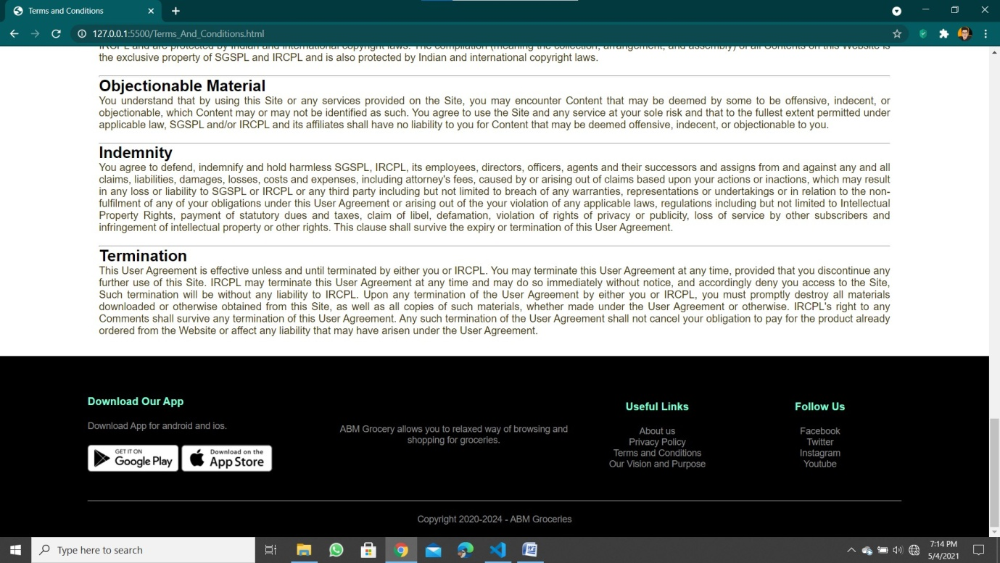 Terms and Conditions
127.0.0.1:5500/Terms_And_Conditions.html
IRCPL and are protected by Indian and international copyright laws. The compilation (meaning the collection, arrangement, and assembly) of all Contents on this Website is
the exclusive property of SGSPL and IRCPL and is also protected by Indian and international copyright laws.
Objectionable Material
You understand that by using this Site or any services provided on the Site, you may encounter Content that may be deemed by some to be offensive, indecent, or
objectionable, which Content may or may not be identified as such. You agree to use the Site and any service at your sole risk and that to the fullest extent permitted under
applicable law, SGSPL and/or IRCPL and its affiliates shall have no liability to you for Content that may be deemed offensive, indecent, or objectionable to you.
Indemnity
You agree to defend, indemnify and hold harmless SGSPL, IRCPL, its employees, directors, officers, agents and their successors and assigns from and against any and all
claims, liabilities, damages, losses, costs and expenses, including attorney's fees, caused by or arising out of claims based upon your actions or inactions, which may result
in any loss or liability to SGSPL or IRCPL or any third party including but not limited to breach of any warranties, representations or undertakings or in relation to the non-
fulfilment of any of your obligations under this User Agreement or arising out of the your violation of any applicable laws, regulations including but not limited to Intellectual
Property Rights, payment of statutory dues and taxes, claim of libel, defamation, violation of rights of privacy or publicity, loss of service by other subscribers and
infringement of intellectual property or other rights. This clause shall survive the expiry or termination of this User Agreement.
Termination
This User Agreement is effective unless and until terminated by either you or IRCPL. You may terminate this User Agreement at any time, provided that you discontinue any
further use of this Site. IRCPL may terminate this User Agreement at any time and may do so immediately without notice, and accordingly deny you access to the Site,
Such termination will be without any liability to IRCPL. Upon any termination of the User Agreement by either you or IRCPL, you must promptly destroy all materials
downloaded or otherwise obtained from this Site, as well as all copies of such materials, whether made under the User Agreement or otherwise. IRCPL's right to any
Comments shall survive any termination of this User Agreement. Any such termination of the User Agreement shall not cancel your obligation to pay for the product already
ordered from the Website or affect any liability that may have arisen under the User Agreement.
Download Our App
Download App for android and ios.
GET IT ON
Google Play
Download on the
App Store
ABM Grocery allows you to relaxed way of browsing and
shopping for groceries.
Useful Links
About us
Privacy Policy
Terms and Conditions
Our Vision and Purpose
Follow Us
Facebook
Twitter
Instagram
Youtube
Copyright 2020-2024 - ABM Groceries
Type here to search
7:14 PM
5/4/2021